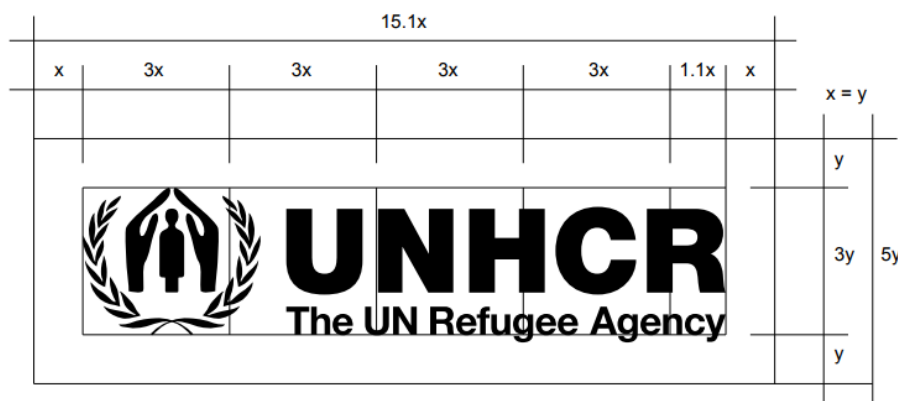 15.1x
x 3x 3x 3x 3x 1.1x x
x = y
y
UNHCR
3y 5y
The UN Refugee Agency
y